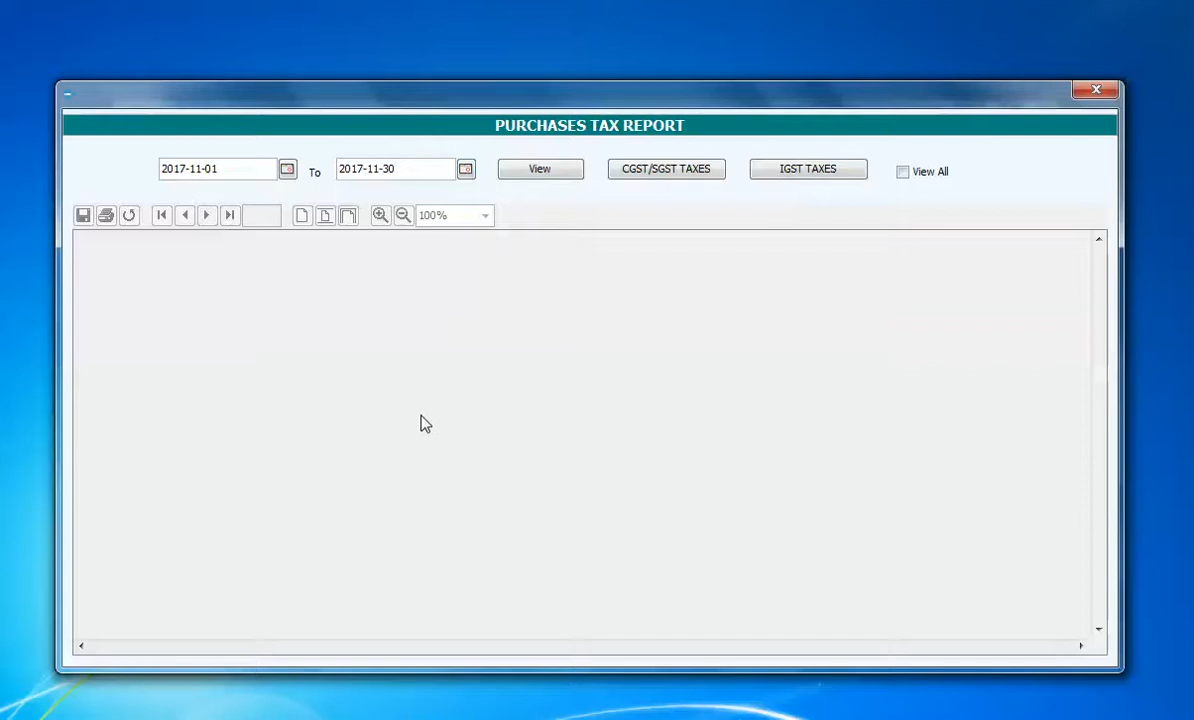 PURCHASES TAX REPORT
2017-11-01 To 2017-11-30 View CGST/SGST TAXES IGST TAXES View All
100%